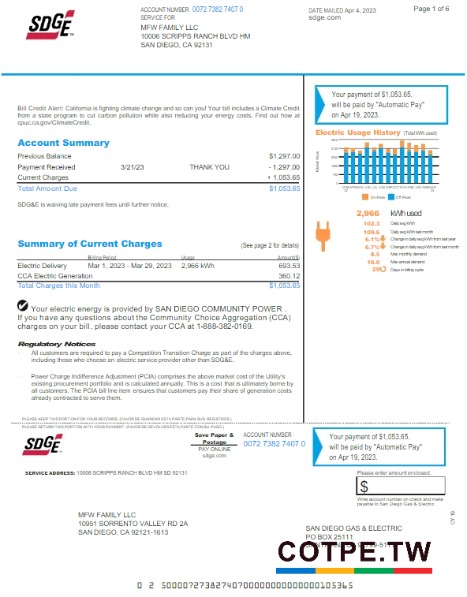 SDGE
ACCOUNT NUMBER 0072 7382 7407 0
DATE MAILED Apr 4, 2023
Page 1 of 6
SERVICE FOR
sdge.com
MFW FAMILY LLC
10006 SCRIPPS RANCH BLVD HM
SAN DIEGO, CA 92131
Your payment of $1,053.65.
will be paid by "Automatic Pay"
on Apr 19, 2023.
Bill Credit Alert: California is fighting climate change and so can you! Your bill includes a Climate Credit
from a state program to cut carbon pollution while also reducing your energy costs. Find out how at
cpuc.ca.gov/ClimateCredit.
Electric Usage History (Total kWh used)
Account Summary
Previous Balance $1,297.00
Payment Received 3/21/23 THANK YOU - 1,297.00
Current Charges + 1,053.65
Total Amount Due $1,053.65
SDG&E is waiving late payment fees until further notice.
On-Peak Off-Peak
2,966 kWh used
102.3 Daily avg kWh
109.6 Daily avg kWh last month
6.1% Change in daily avg kWh from last year
6.7% Change in daily avg kWh from last month
8.6 Max monthly demand
10.0 Max annual demand
29 Days in billing cycle
Summary of Current Charges (See page 2 for details)
Billing Period Usage Amount($)
Electric Delivery Mar 1, 2023 - Mar 29, 2023 2,966 kWh 693.53
CCA Electric Generation 360.12
Total Charges this Month $1,053.65
Your electric energy is provided by SAN DIEGO COMMUNITY POWER .
If you have any questions about the Community Choice Aggregation (CCA)
charges on your bill , please contact your CCA at 1-888-382-0169.
Regulatory Notices
All customers are required to pay a Competition Transition Charge as part of the charges above,
including those who choose an electric service provider other than SDG&E.
Power Charge Indifference Adjustment (PCIA) comprises the above market cost of the Utility's
existing procurement portfolio and is calculated annually. This is a cost that is ultimately borne by
all customers. The PCIA bill line item ensures that customers pay their share of generation costs
already contracted to serve them.
PLEASE KEEP THIS PORTION FOR YOUR RECORDS. (FAVOR DE GUARDAR ESTA PARTE PARA SUS REGISTROS.)
PLEASE RETURN THIS PORTION WITH YOUR PAYMENT. (FAVOR DE DEVOLVER ESTA PARTE CON SU PAGO.)
SDGE
Save Paper &
Postage
PAY ONLINE
sdge.com
ACCOUNT NUMBER
0072 7382 7407 0
Your payment of $1,053.65.
will be paid by "Automatic Pay"
on Apr 19, 2023.
SERVICE ADDRESS: 10006 SCRIPPS RANCH BLVD HM SD 92131
Please enter amount enclosed.
$
Write account number on check and make
payable to San Diego Gas & Electric.
CY 19
MFW FAMILY LLC
10951 SORRENTO VALLEY RD 2A
SAN DIEGO, CA 92121-1613
SAN DIEGO GAS & ELECTRIC
PO BOX 25111
COTPE.TW